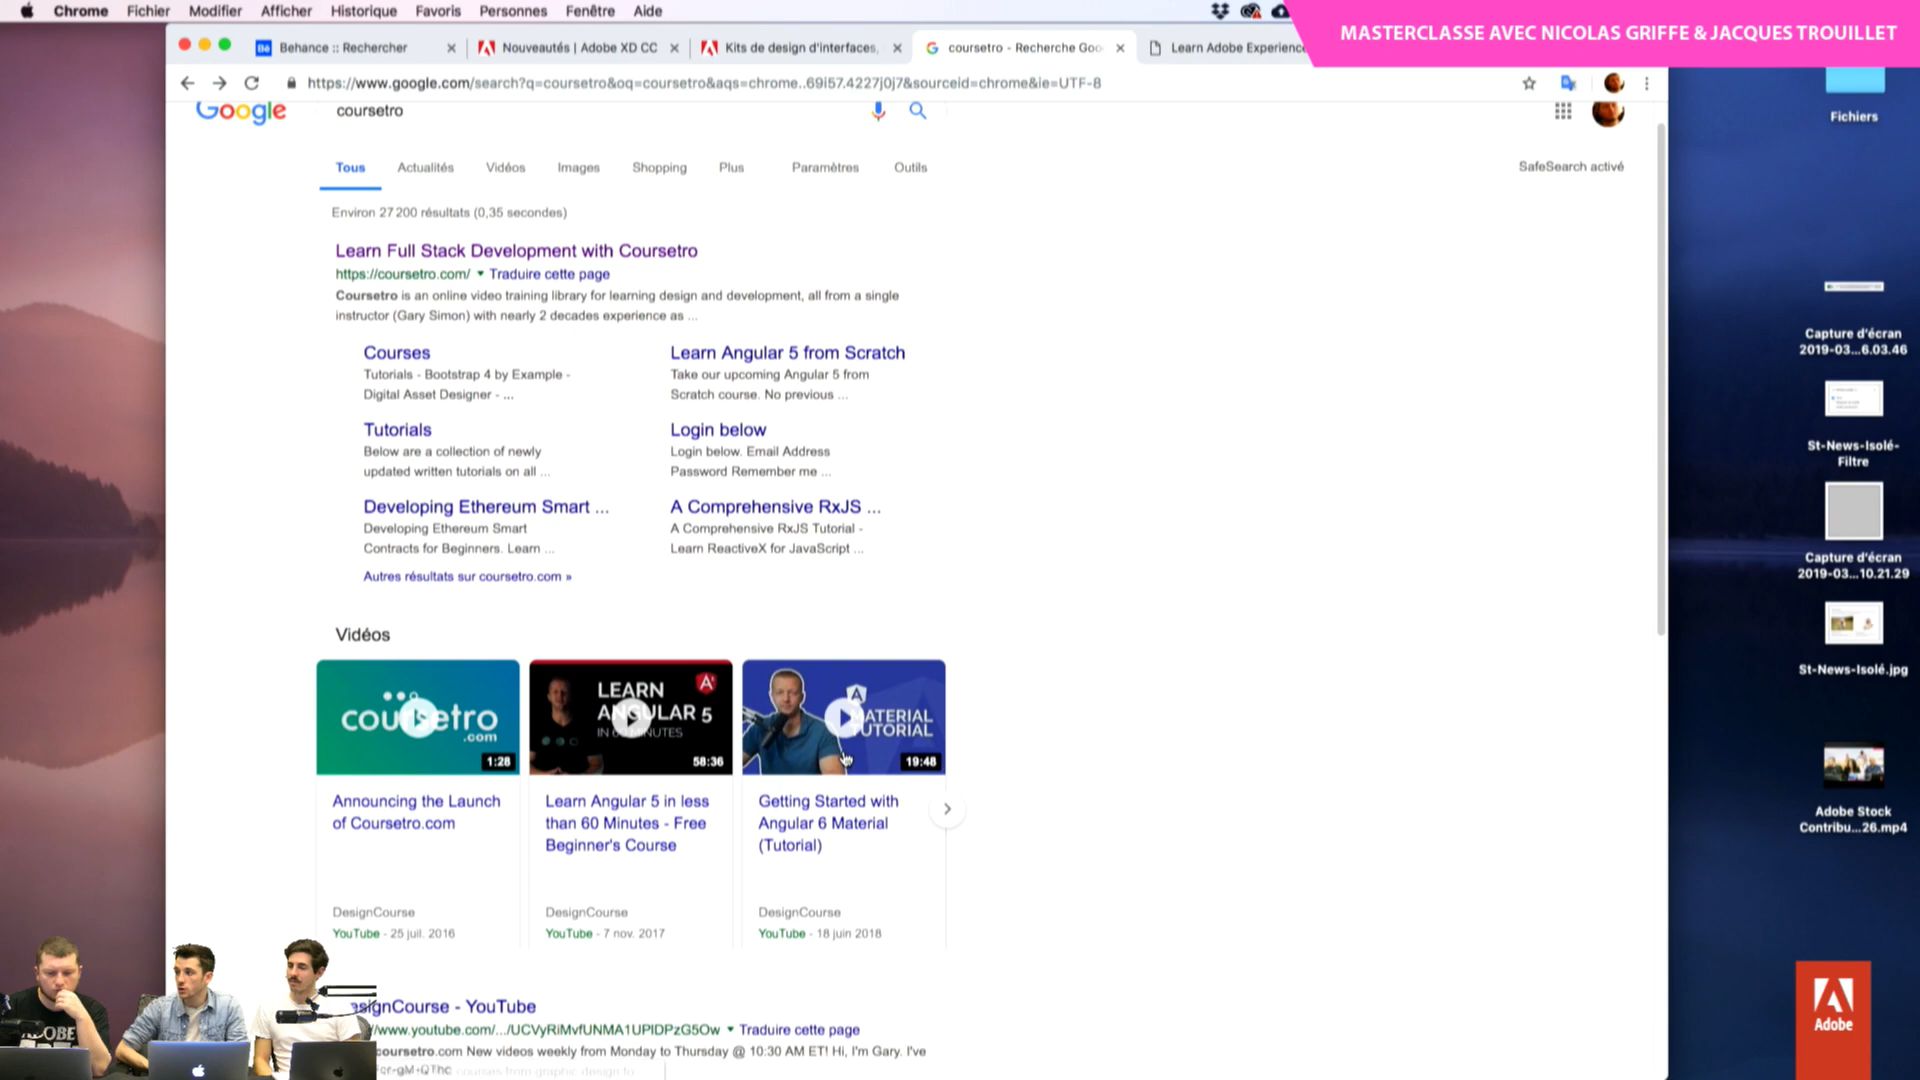 Chrome Fichier Modifier Afficher Historique Favoris Personnes Fenêtre Aide
MASTERCLASSE AVEC NICOLAS GRIFFE & JACQUES TROUILLET
Behance :: Rechercher
Nouveautés | Adobe XD CC
Kits de design d'interfaces,
coursetro - Recherche Goo
Learn Adobe Experience
https://www.google.com/search?q=coursetro&oq=coursetro&aqs=chrome..69i57.4227j0j7&sourceid=chrome&ie=UTF-8
Google
coursetro
Tous Actualités Vidéos Images Shopping Plus Paramètres Outils
SafeSearch activé
Environ 27 200 résultats (0,35 secondes)
Learn Full Stack Development with Coursetro
https://coursetro.com/ ▼ Traduire cette page
Coursetro is an online video training library for learning design and development, all from a single
instructor (Gary Simon) with nearly 2 decades experience as ...
Courses
Tutorials - Bootstrap 4 by Example -
Digital Asset Designer - ...
Learn Angular 5 from Scratch
Take our upcoming Angular 5 from
Scratch course. No previous ...
Tutorials
Below are a collection of newly
updated written tutorials on all ...
Login below
Login below. Email Address
Password Remember me ...
Developing Ethereum Smart ...
Developing Ethereum Smart
Contracts for Beginners. Learn ...
A Comprehensive RxJS ...
A Comprehensive RxJS Tutorial -
Learn ReactiveX for JavaScript ...
Autres résultats sur coursetro.com »
Vidéos
coursetro
.com
1:28
LEARN
ANGULAR 5
58:36
MATERIAL
TUTORIAL
19:48
Announcing the Launch
of Coursetro.com
DesignCourse
YouTube - 25 juil. 2016
Learn Angular 5 in less
than 60 Minutes - Free
Beginner's Course
DesignCourse
YouTube - 7 nov. 2017
Getting Started with
Angular 6 Material
(Tutorial)
DesignCourse
YouTube - 18 juin 2018
esignCourse - YouTube
/www.youtube.com/.../UCVyRiMvfUNMA1UPlDPzG5Ow ▼ Traduire cette page
coursetro.com New videos weekly from Monday to Thursday @ 10:30 AM ET! Hi, I'm Gary. I've
Fichiers
Capture d'écran
2019-03...6.03.46
St-News-Isolé-
Filtre
Capture d'écran
2019-03...10.21.29
St-News-Isolé.jpg
Adobe Stock
Contribu...26.mp4
Adobe